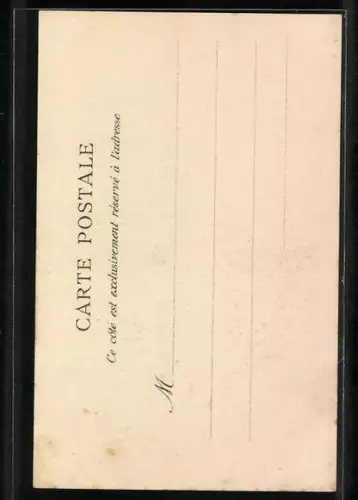 CARTE POSTALE
Ce côté est exclusivement réservé à l'adresse
M